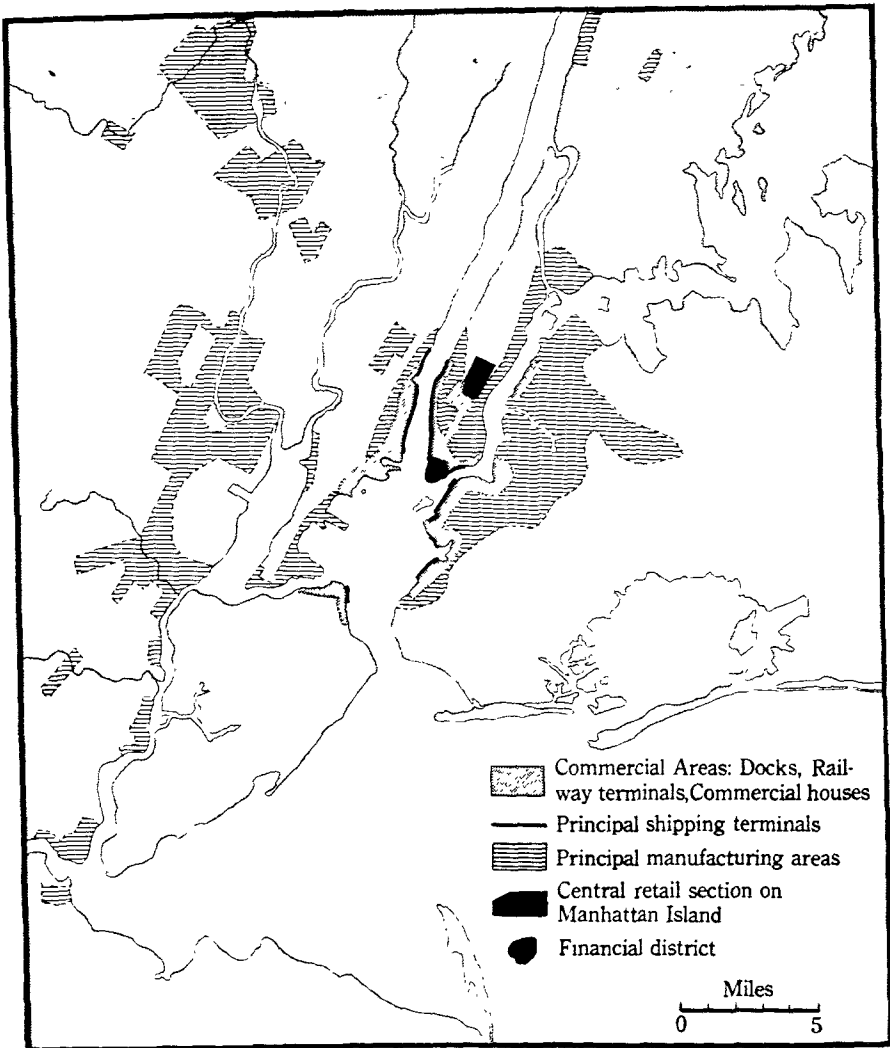 Commercial Areas: Docks, Rail-
way terminals,Commercial houses
Principal shipping terminals
Principal manufacturing areas
Central retail section on
Manhattan Island
Financial district
Miles
0 5